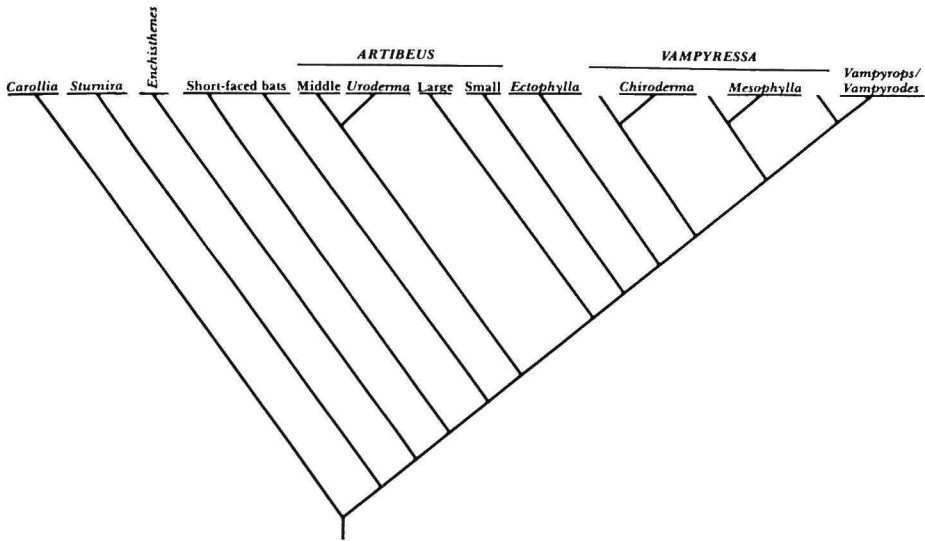 ARTIBEUS
VAMPYRESSA
Enchisthenes
Carollia Sturnira Short-faced bats Middle Uroderma Large Small Ectophylla Chiroderma Mesophylla Vampyrops/
Vampyrodes